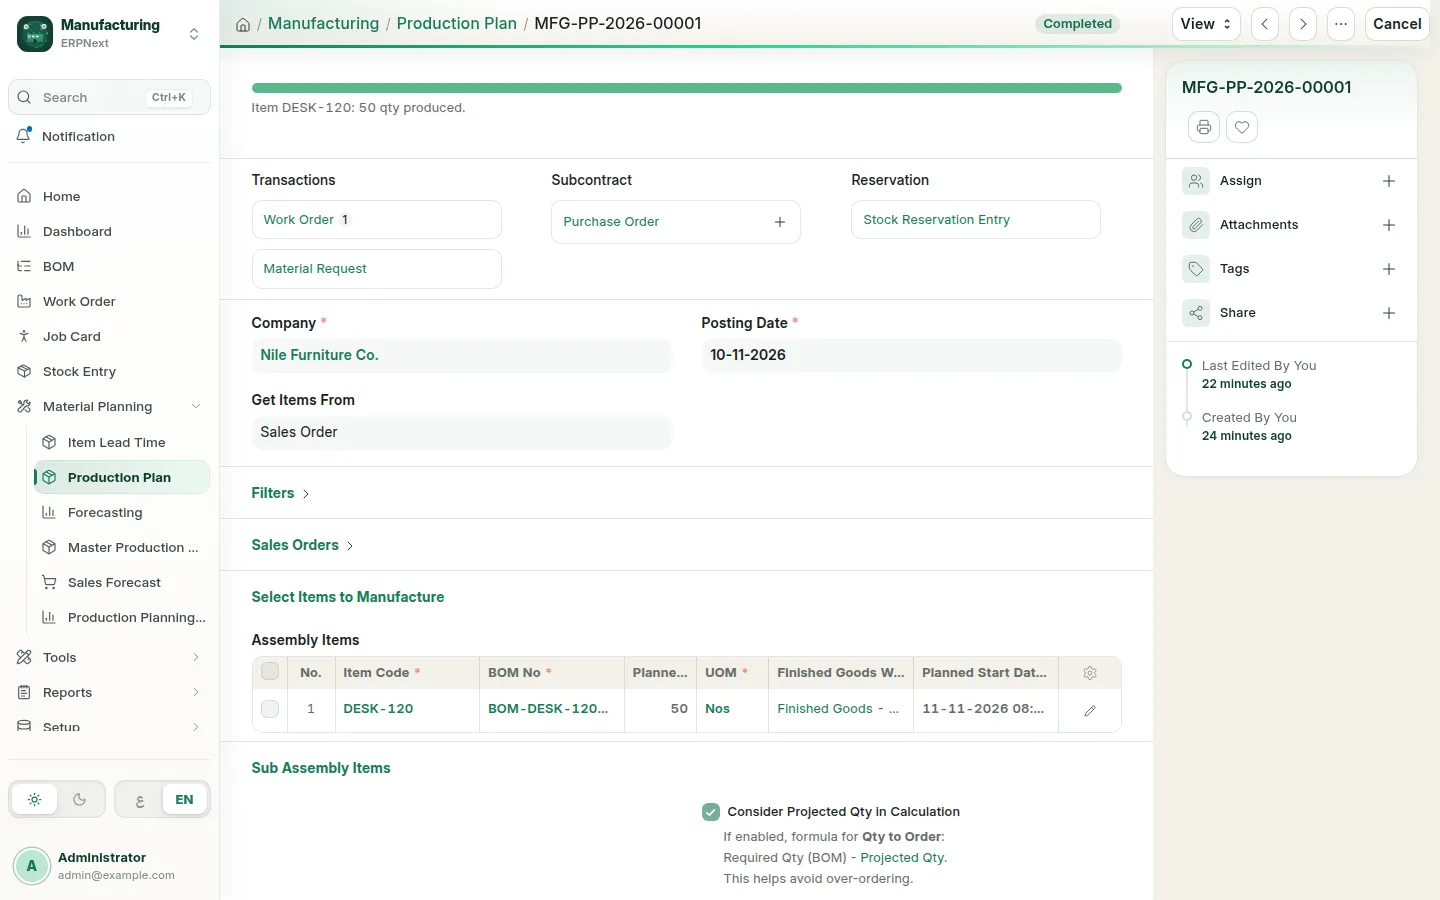 Manufacturing
ERPNext
Search Ctrl+K
Notification
Home
Dashboard
BOM
Work Order
Job Card
Stock Entry
Material Planning
Item Lead Time
Production Plan
Forecasting
Master Production ...
Sales Forecast
Production Planning...
Tools
Reports
Setup
ع EN
A Administrator
admin@example.com
/ Manufacturing / Production Plan / MFG-PP-2026-00001
Completed
View
Cancel
Item DESK-120: 50 qty produced.
Transactions Subcontract Reservation
Work Order 1 Purchase Order Stock Reservation Entry
Material Request
Company * Posting Date *
Nile Furniture Co. 10-11-2026
Get Items From
Sales Order
Filters
Sales Orders
Select Items to Manufacture
Assembly Items
No. Item Code * BOM No * Planne... UOM * Finished Goods W... Planned Start Dat...
1 DESK-120 BOM-DESK-120... 50 Nos Finished Goods - ... 11-11-2026 08:...
Sub Assembly Items
Consider Projected Qty in Calculation
If enabled, formula for Qty to Order:
Required Qty (BOM) - Projected Qty.
This helps avoid over-ordering.
MFG-PP-2026-00001
Assign
Attachments
Tags
Share
Last Edited By You
22 minutes ago
Created By You
24 minutes ago